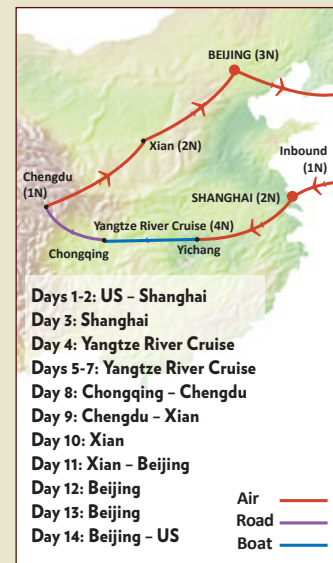 BEIJING (3N)
Xian (2N)
Inbound
(1N)
Chengdu
(1N)
SHANGHAI (2N)
Yangtze River Cruise (4N)
Chongqing
Yichang
Days 1-2: US – Shanghai
Day 3: Shanghai
Day 4: Yangtze River Cruise
Days 5-7: Yangtze River Cruise
Day 8: Chongqing – Chengdu
Day 9: Chengdu – Xian
Day 10: Xian
Day 11: Xian – Beijing
Day 12: Beijing
Day 13: Beijing
Day 14: Beijing – US
Air
Road
Boat